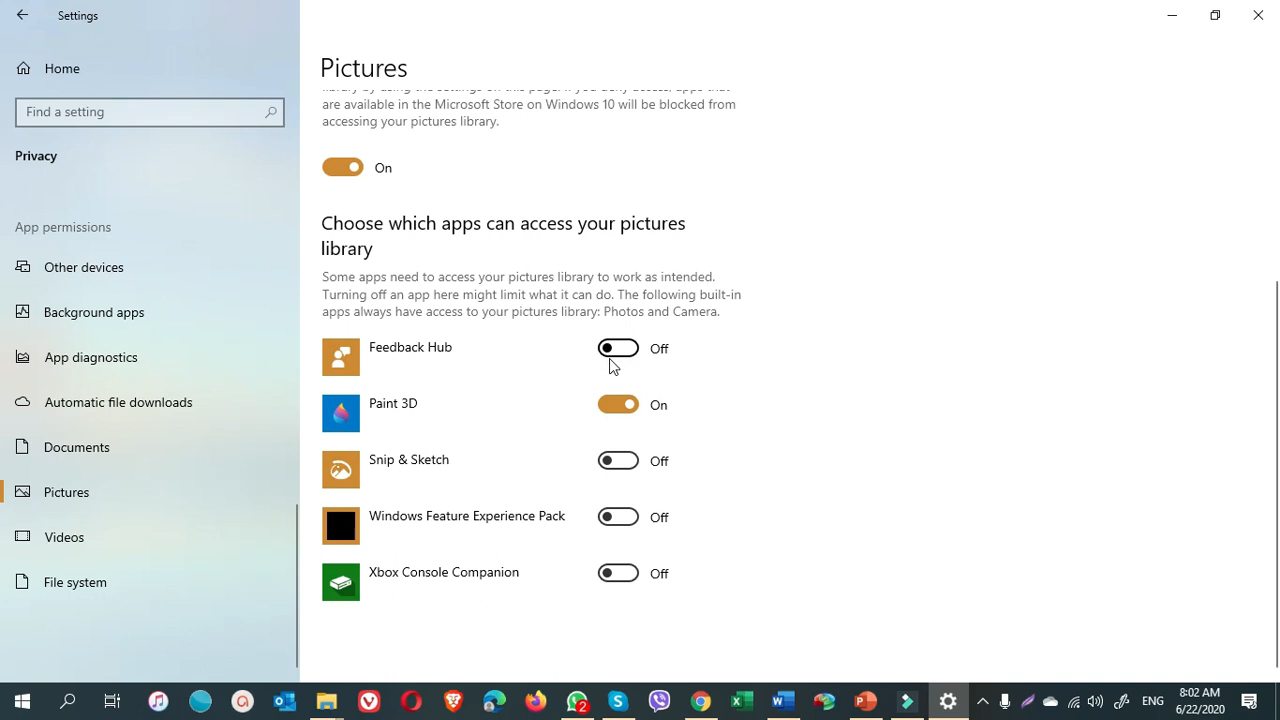 Settings
Home
Find a setting
Privacy
App permissions
Other devices
Background apps
App diagnostics
Automatic file downloads
Documents
Pictures
Videos
File system
Pictures
are available in the Microsoft Store on Windows 10 will be blocked from
accessing your pictures library.
On
Choose which apps can access your pictures
library
Some apps need to access your pictures library to work as intended.
Turning off an app here might limit what it can do. The following built-in
apps always have access to your pictures library: Photos and Camera.
Feedback Hub
Off
Paint 3D
On
Snip & Sketch
Off
Windows Feature Experience Pack
Off
Xbox Console Companion
Off
2
ENG
8:02 AM
6/22/2020